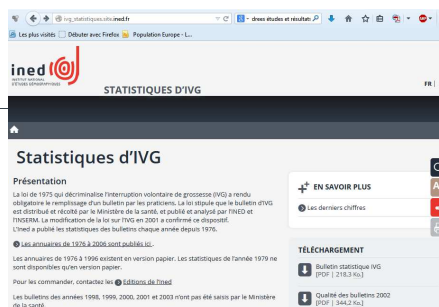 ivg_statistiques.site.ined.fr
drees études et résultats
Les plus visités Débuter avec Firefox Population Europe - L...
ined
INSTITUT NATIONAL
D'ÉTUDES DÉMOGRAPHIQUES
STATISTIQUES D'IVG
FR |
Statistiques d'IVG
Présentation
La loi de 1975 qui décriminalise l'interruption volontaire de grossesse (IVG) a rendu
obligatoire le remplissage d'un bulletin par les praticiens. La loi stipule que le bulletin d'IVG
est distribué et récolté par le Ministère de la santé, et publié et analysé par l'INED et
l'INSERM. La modification de la loi sur l'IVG en 2001 a confirmé ce dispositif.
L'Ined a publié les statistiques des bulletins chaque année depuis 1976.
Les annuaires de 1976 à 2006 sont publiés ici .
Les annuaires de 1976 à 1996 existent en version papier. Les statistiques de l'année 1979 ne
sont disponibles qu'en version papier.
Pour les commander, contactez les Editions de l'Ined
Les bulletins des années 1998, 1999, 2000, 2001 et 2003 n'ont pas été saisis par le Ministère
de la santé.
EN SAVOIR PLUS
Les derniers chiffres
TÉLÉCHARGEMENT
Bulletin statistique IVG
[PDF | 218,3 Ko.]
Qualité des bulletins 2002
[PDF | 344,2 Ko.]